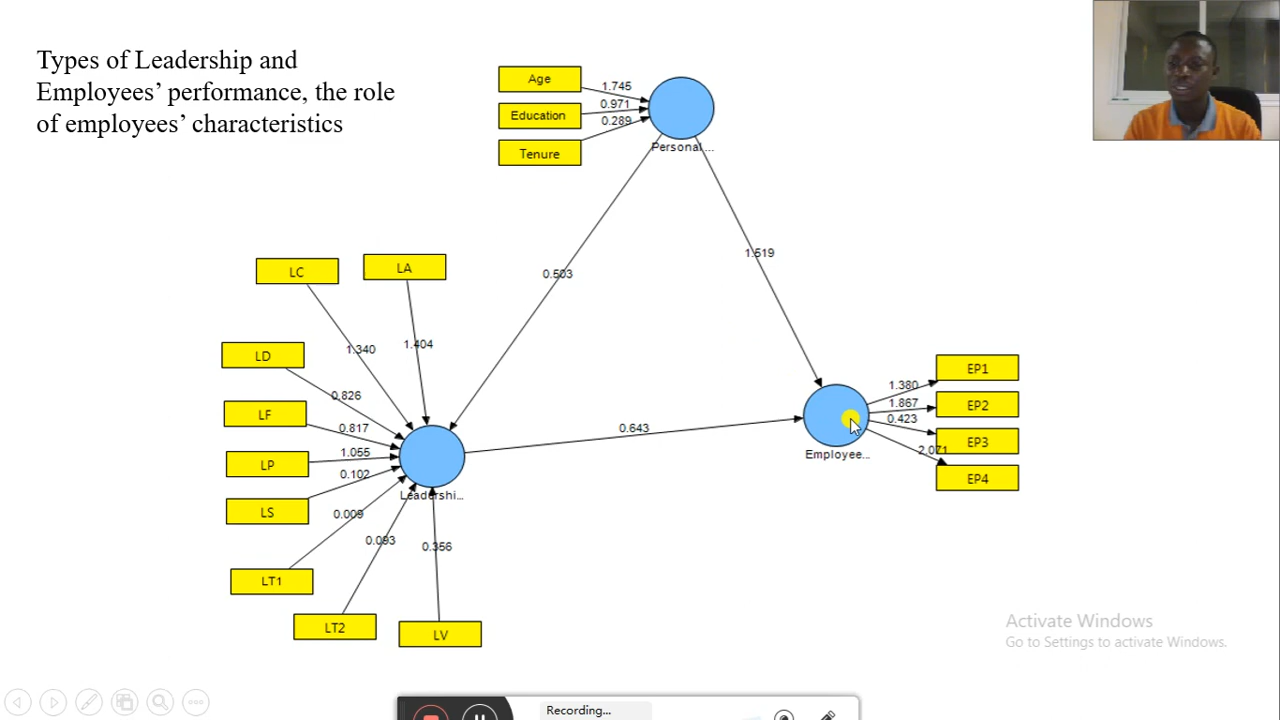 Types of Leadership and
Employees' performance, the role
of employees' characteristics
Age
1.745
Education
0.971
0.289
Tenure
Personal ...
0.503
1.519
LC
LA
1.340
1.404
LD
0.826
LF
0.817
LP
1.055
LS
0.102
LT1
0.009
LT2
0.093
LV
0.356
Leadershi...
0.643
Employee...
1.380
EP1
1.867
EP2
0.423
EP3
2.071
EP4
Activate Windows
Go to Settings to activate Windows.
Recording...